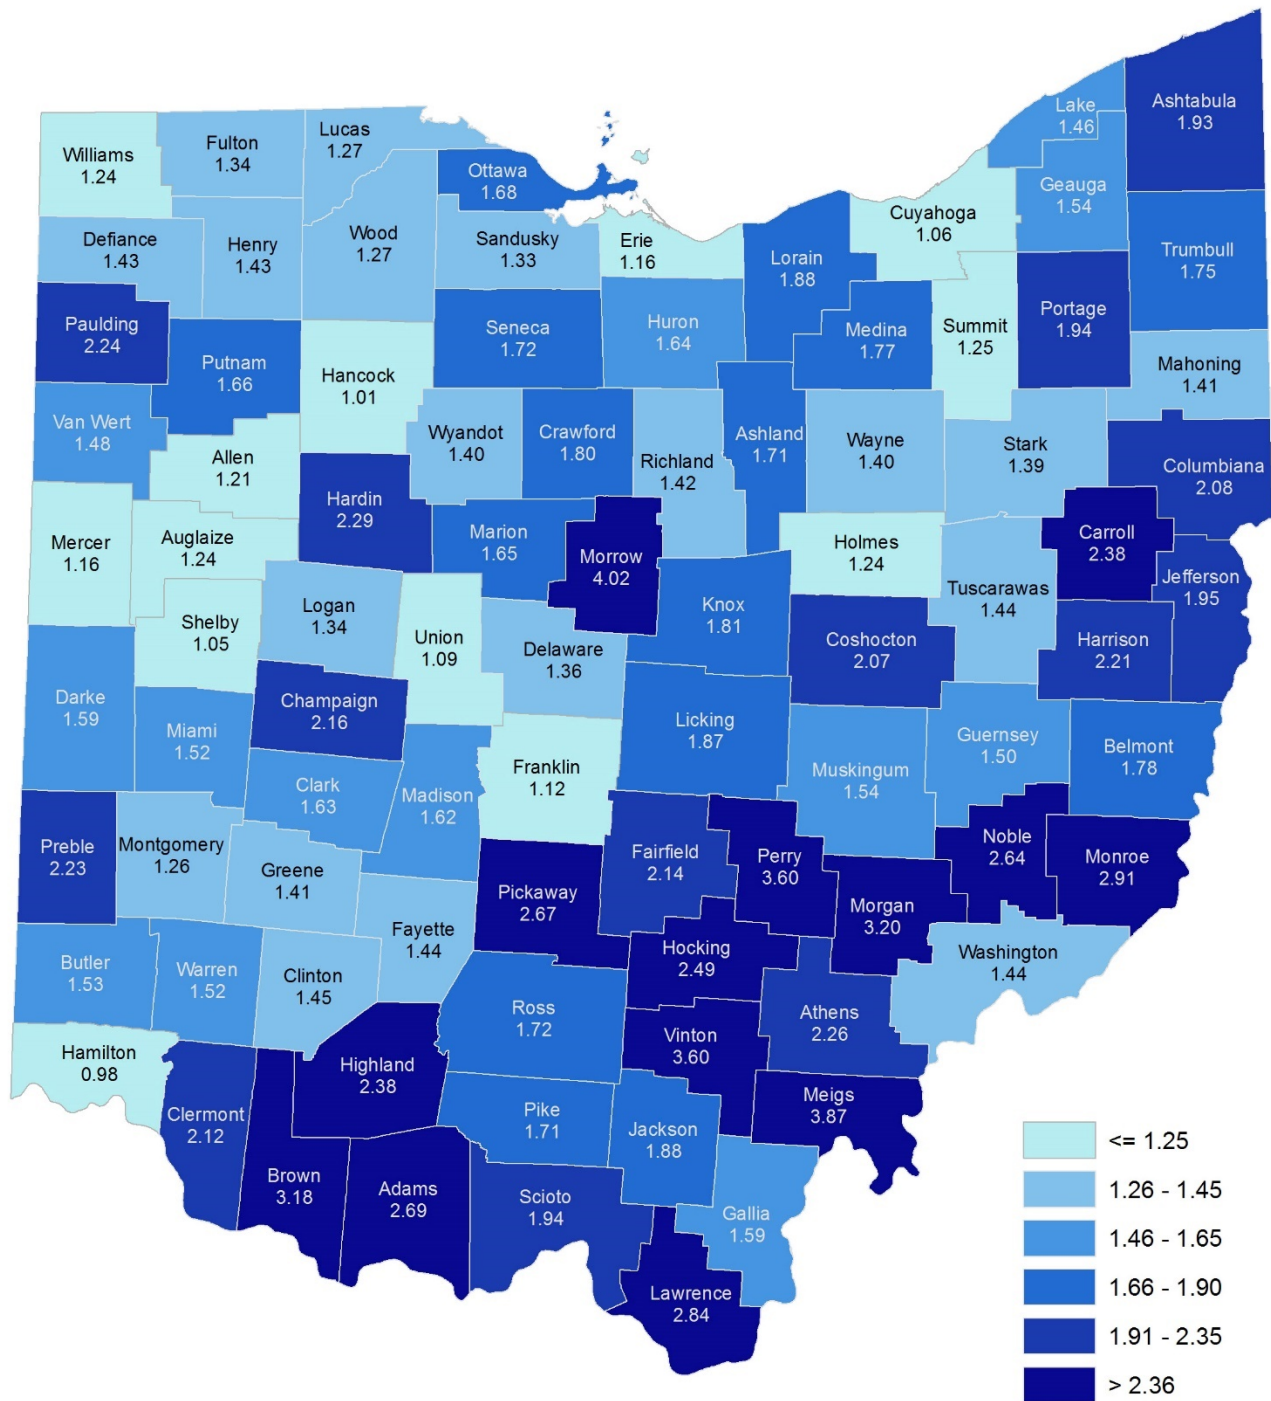 Lake
1.46
Ashtabula
1.93
Williams
1.24
Fulton
1.34
Lucas
1.27
Ottawa
1.68
Geauga
1.54
Cuyahoga
1.06
Defiance
1.43
Henry
1.43
Wood
1.27
Sandusky
1.33
Erie
1.16
Lorain
1.88
Trumbull
1.75
Paulding
2.24
Putnam
1.66
Hancock
1.01
Seneca
1.72
Huron
1.64
Medina
1.77
Summit
1.25
Portage
1.94
Mahoning
1.41
Van Wert
1.48
Allen
1.21
Wyandot
1.40
Crawford
1.80
Richland
1.42
Ashland
1.71
Wayne
1.40
Stark
1.39
Columbiana
2.08
Mercer
1.16
Auglaize
1.24
Hardin
2.29
Marion
1.65
Morrow
4.02
Holmes
1.24
Carroll
2.38
Tuscarawas
1.44
Jefferson
1.95
Shelby
1.05
Logan
1.34
Union
1.09
Delaware
1.36
Knox
1.81
Coshocton
2.07
Harrison
2.21
Darke
1.59
Miami
1.52
Champaign
2.16
Licking
1.87
Muskingum
1.54
Guernsey
1.50
Belmont
1.78
Clark
1.63
Madison
1.62
Franklin
1.12
Preble
2.23
Montgomery
1.26
Greene
1.41
Fairfield
2.14
Perry
3.60
Noble
2.64
Monroe
2.91
Pickaway
2.67
Morgan
3.20
Fayette
1.44
Hocking
2.49
Washington
1.44
Butler
1.53
Warren
1.52
Clinton
1.45
Ross
1.72
Athens
2.26
Vinton
3.60
Hamilton
0.98
Highland
2.38
Meigs
3.87
Clermont
2.12
Pike
1.71
Jackson
1.88
Brown
3.18
Adams
2.69
Scioto
1.94
Gallia
1.59
Lawrence
2.84
<= 1.25
1.26 - 1.45
1.46 - 1.65
1.66 - 1.90
1.91 - 2.35
> 2.36